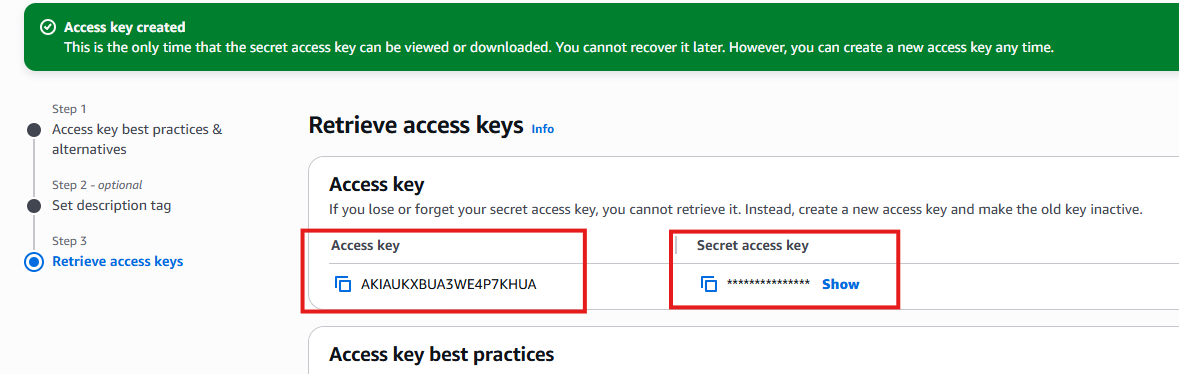 Access key created
This is the only time that the secret access key can be viewed or downloaded. You cannot recover it later. However, you can create a new access key any time.
Step 1
Access key best practices &
alternatives
Step 2 - optional
Set description tag
Step 3
Retrieve access keys
Retrieve access keys Info
Access key
If you lose or forget your secret access key, you cannot retrieve it. Instead, create a new access key and make the old key inactive.
Access key Secret access key
AKIAUKXBUA3WE4P7KHUA *************** Show
Access key best practices